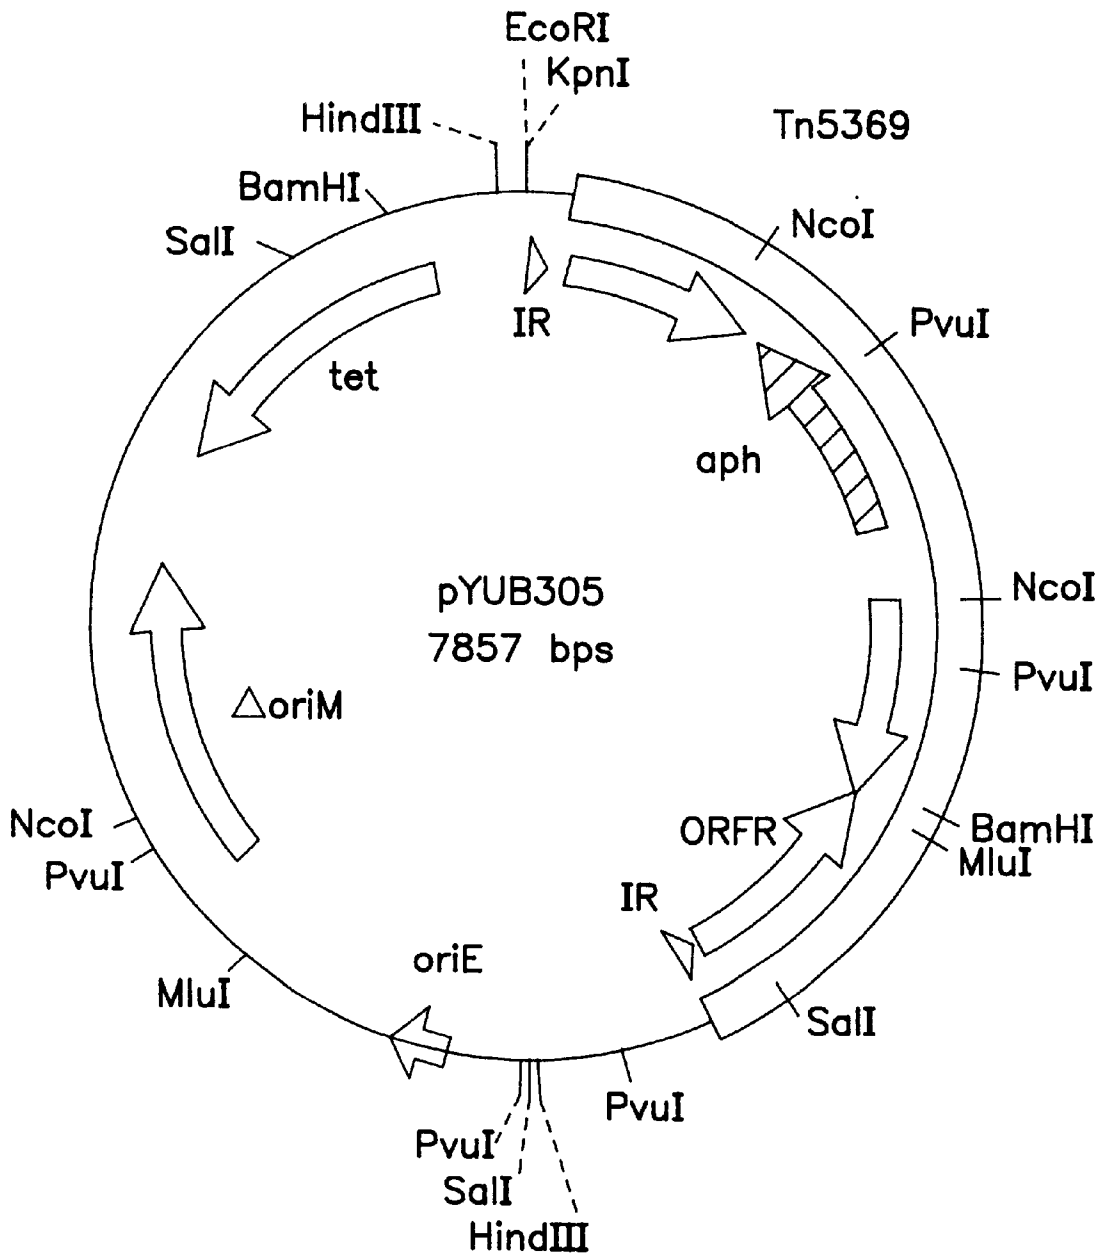 EcoRI
KpnI
HindIII
Tn5369
BamHI
NcoI
SalI
IR
PvuI
tet
aph
pYUB305
7857 bps
NcoI
PvuI
△oriM
NcoI
PvuI
ORFR
BamHI
MluI
IR
oriE
MluI
SalI
PvuI
PvuI
SalI
HindIII